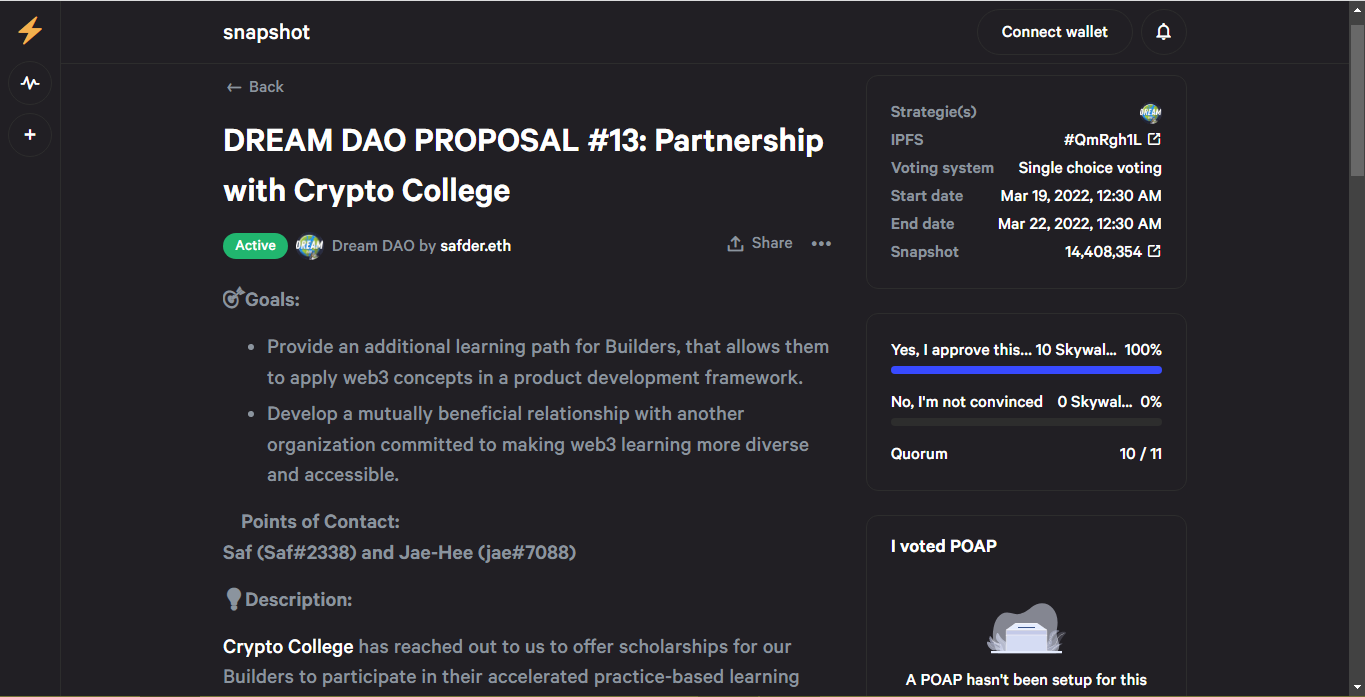 snapshot
Connect wallet
← Back
DREAM DAO PROPOSAL #13: Partnership
with Crypto College
Active DREAM Dream DAO by safder.eth
Share
Goals:
• Provide an additional learning path for Builders, that allows them
to apply web3 concepts in a product development framework.
• Develop a mutually beneficial relationship with another
organization committed to making web3 learning more diverse
and accessible.
Points of Contact:
Saf (Saf#2338) and Jae-Hee (jae#7088)
Description:
Crypto College has reached out to us to offer scholarships for our
Builders to participate in their accelerated practice-based learning
Strategie(s) DREAM
IPFS #QmRgh1L
Voting system Single choice voting
Start date Mar 19, 2022, 12:30 AM
End date Mar 22, 2022, 12:30 AM
Snapshot 14,408,354
Yes, I approve this... 10 Skywal... 100%
No, I'm not convinced 0 Skywal... 0%
Quorum 10 / 11
I voted POAP
A POAP hasn't been setup for this